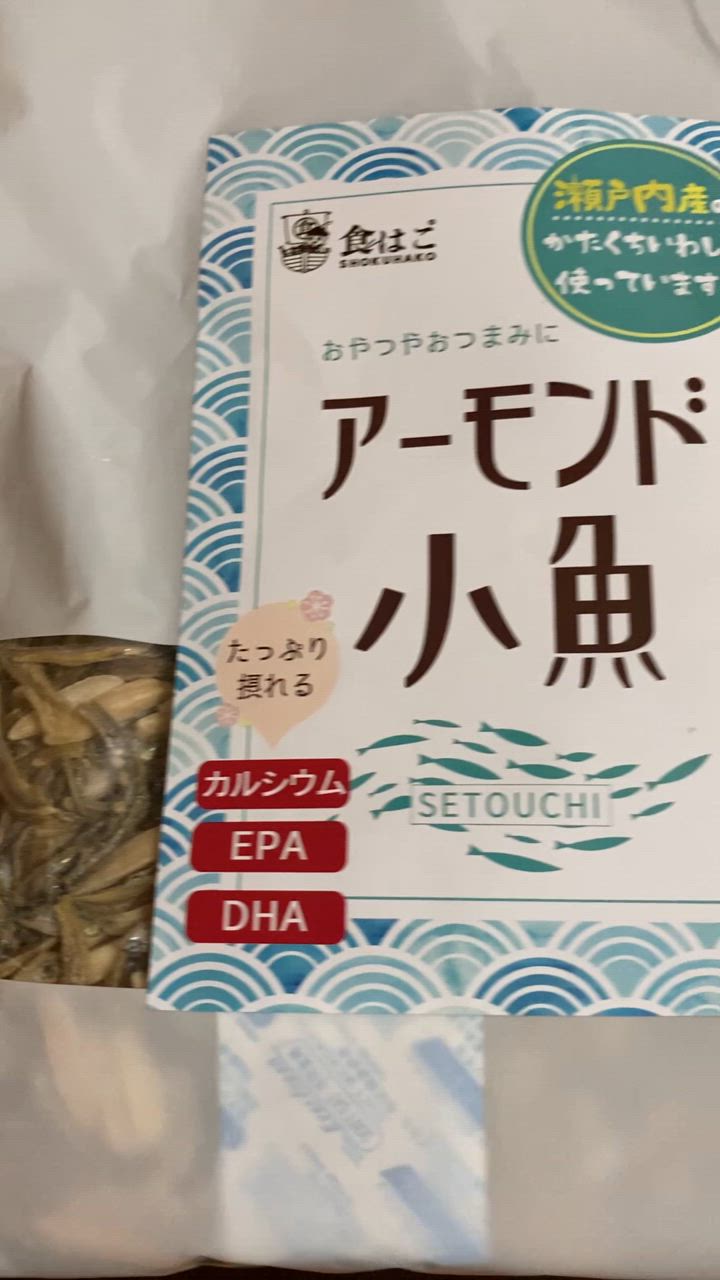 瀬戸内産の
かたくちいわし
使っています
食はこ
SHOKUHAKO
おやつやおつまみに
アーモンド
小魚
たっぷり
摂れる
カルシウム
EPA
DHA
SETOUCHI